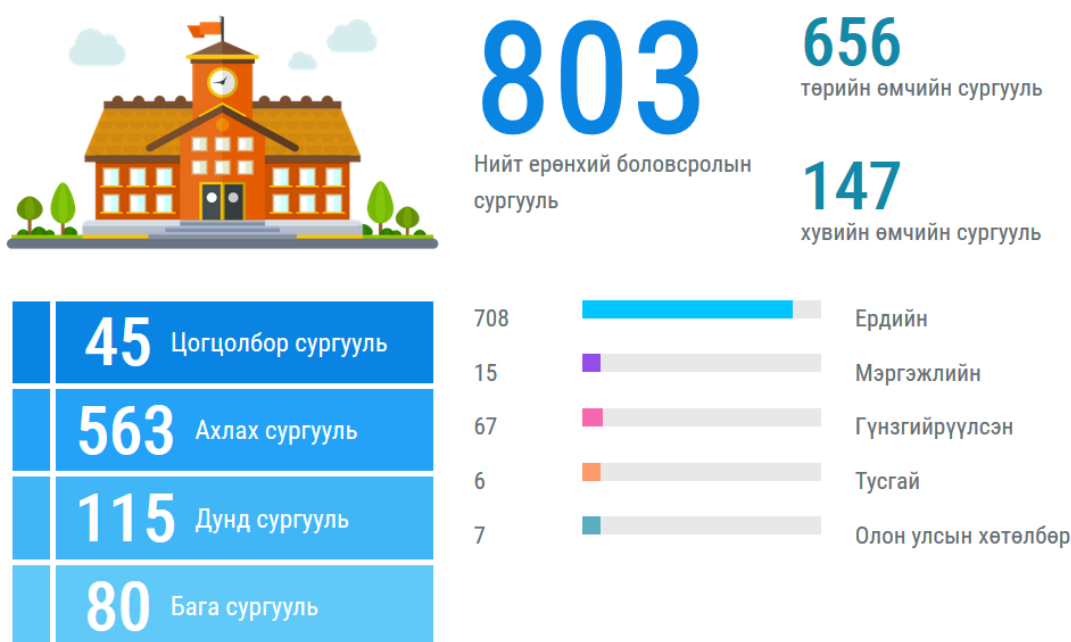 803
Нийт ерөнхий боловсролын
сургууль
656
төрийн өмчийн сургууль
147
хувийн өмчийн сургууль
45 Цогцолбор сургууль
563 Ахлах сургууль
115 Дунд сургууль
80 Бага сургууль
708 Ердийн
15 Мэргэжлийн
67 Гүнзгийрүүлсэн
6 Тусгай
7 Олон улсын хөтөлбөр